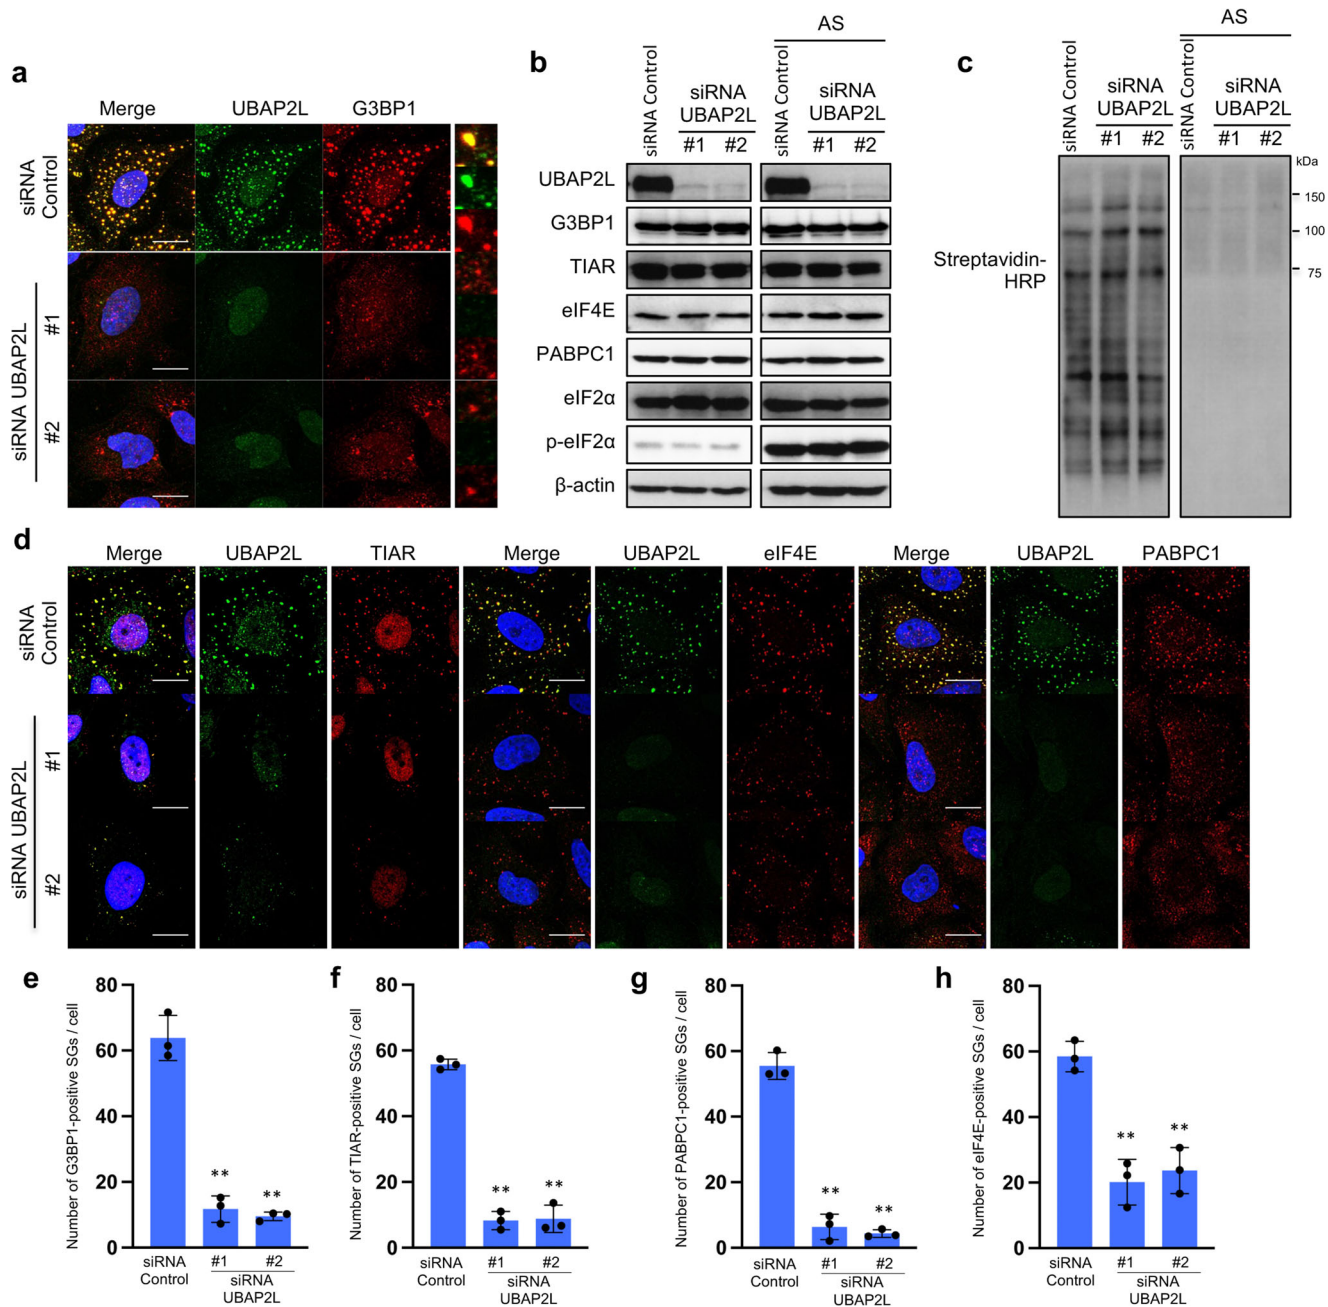 a
Merge UBAP2L G3BP1
siRNA
Control
siRNA UBAP2L
#1
#2
b
AS
siRNA Control
siRNA
UBAP2L
#1 #2
siRNA Control
siRNA
UBAP2L
#1 #2
UBAP2L
G3BP1
TIAR
eIF4E
PABPC1
eIF2α
p-eIF2α
β-actin
c
AS
siRNA Control
siRNA
UBAP2L
#1 #2
siRNA Control
siRNA
UBAP2L
#1 #2
kDa
150
100
75
Streptavidin-
HRP
d
Merge UBAP2L TIAR Merge UBAP2L eIF4E Merge UBAP2L PABPC1
siRNA
Control
siRNA UBAP2L
#1
#2
e
Number of G3BP1-positive SGs / cell
80
60
40
20
0
** **
siRNA
Control
#1 #2
siRNA
UBAP2L
f
Number of TIAR-positive SGs / cell
80
60
40
20
0
** **
siRNA
Control
#1 #2
siRNA
UBAP2L
g
Number of PABPC1-positive SGs / cell
80
60
40
20
0
** **
siRNA
Control
#1 #2
siRNA
UBAP2L
h
Number of eIF4E-positive SGs / cell
80
60
40
20
0
** **
siRNA
Control
#1 #2
siRNA
UBAP2L